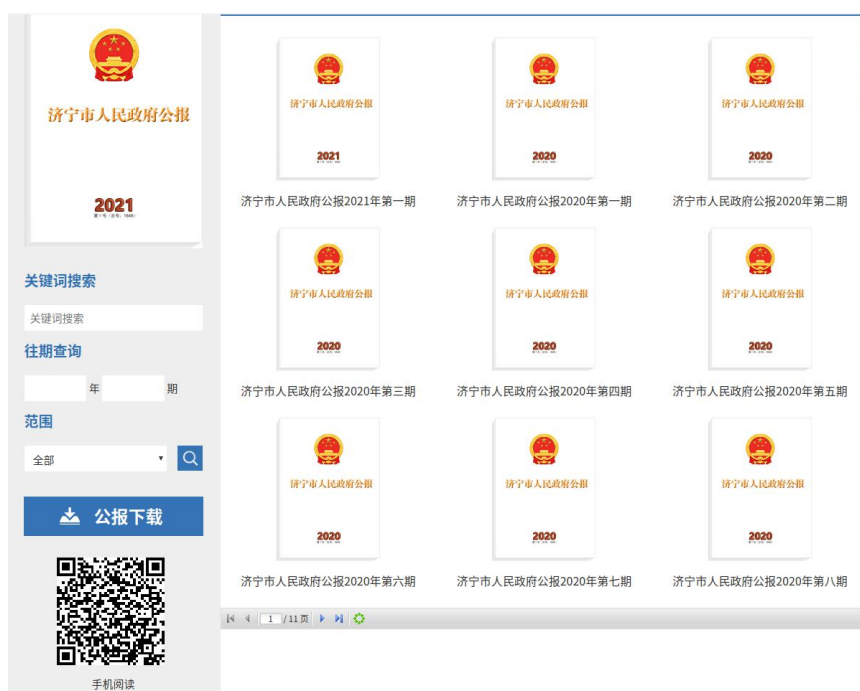 济宁市人民政府公报
2021
关键词搜索
关键词搜索
往期查询
年 期
范围
全部
公报下载
手机阅读
济宁市人民政府公报
2021
济宁市人民政府公报2021年第一期
济宁市人民政府公报
2020
济宁市人民政府公报2020年第一期
济宁市人民政府公报
2020
济宁市人民政府公报2020年第二期
济宁市人民政府公报
2020
济宁市人民政府公报2020年第三期
济宁市人民政府公报
2020
济宁市人民政府公报2020年第四期
济宁市人民政府公报
2020
济宁市人民政府公报2020年第五期
济宁市人民政府公报
2020
济宁市人民政府公报2020年第六期
济宁市人民政府公报
2020
济宁市人民政府公报2020年第七期
济宁市人民政府公报
2020
济宁市人民政府公报2020年第八期
1 /11页